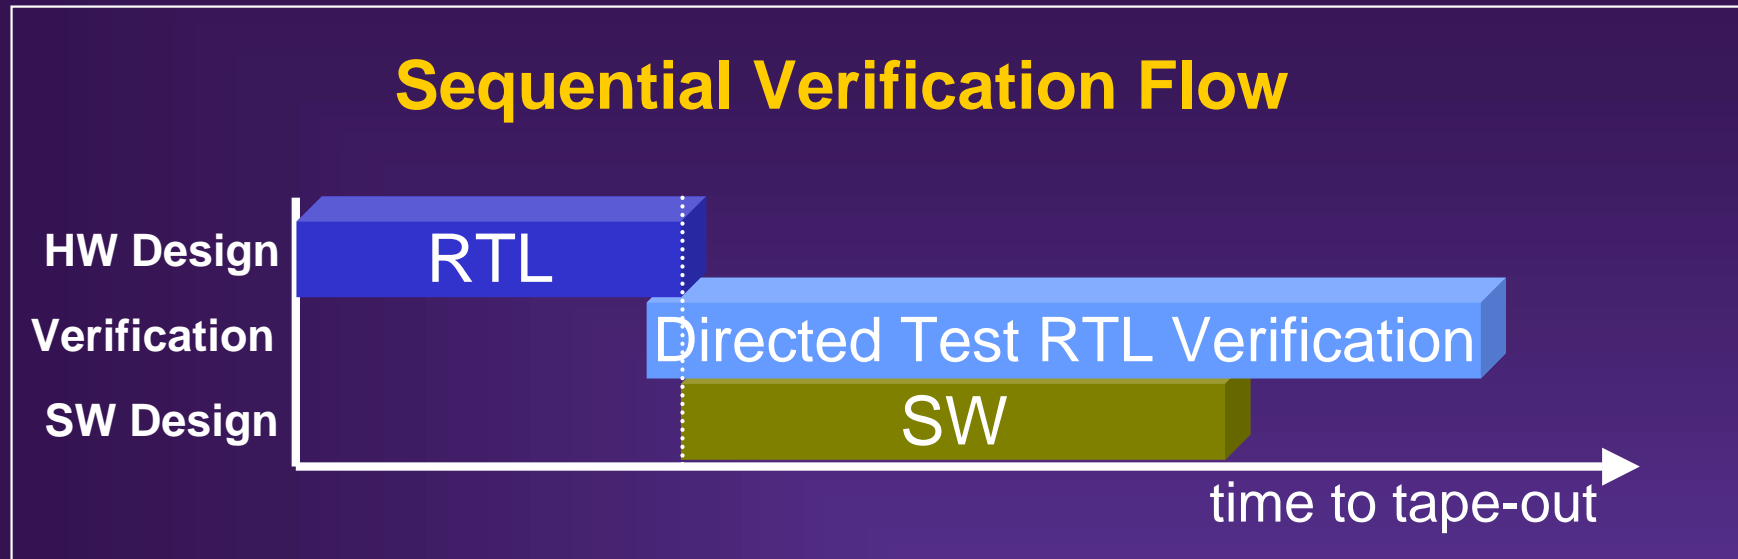 Sequential Verification Flow
HW Design
RTL
Verification
Directed Test RTL Verification
SW Design
SW
time to tape-out